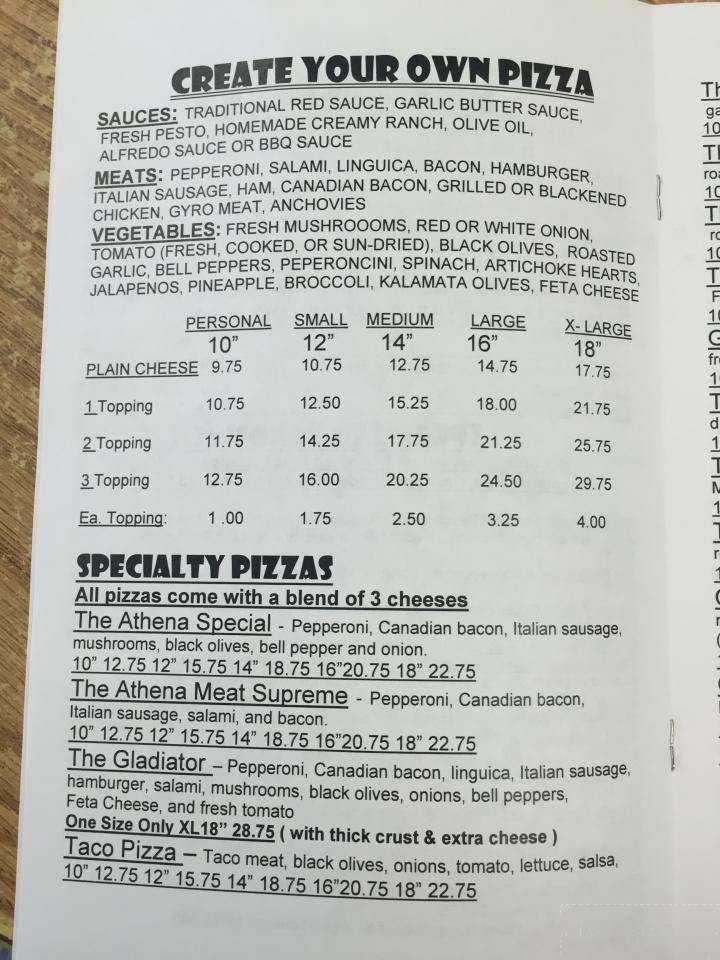 CREATE YOUR OWN PIZZA
SAUCES: TRADITIONAL RED SAUCE, GARLIC BUTTER SAUCE,
FRESH PESTO, HOMEMADE CREAMY RANCH, OLIVE OIL,
ALFREDO SAUCE OR BBQ SAUCE
MEATS: PEPPERONI, SALAMI, LINGUICA, BACON, HAMBURGER,
ITALIAN SAUSAGE, HAM, CANADIAN BACON, GRILLED OR BLACKENED
CHICKEN, GYRO MEAT, ANCHOVIES
VEGETABLES: FRESH MUSHROOOMS, RED OR WHITE ONION,
TOMATO (FRESH, COOKED, OR SUN-DRIED), BLACK OLIVES, ROASTED
GARLIC, BELL PEPPERS, PEPERONCINI, SPINACH, ARTICHOKE HEARTS,
JALAPENOS, PINEAPPLE, BROCCOLI, KALAMATA OLIVES, FETA CHEESE
PERSONAL SMALL MEDIUM LARGE X- LARGE
10” 12” 14” 16” 18”
PLAIN CHEESE 9.75 10.75 12.75 14.75 17.75
1 Topping 10.75 12.50 15.25 18.00 21.75
2 Topping 11.75 14.25 17.75 21.25 25.75
3 Topping 12.75 16.00 20.25 24.50 29.75
Ea. Topping: 1 .00 1.75 2.50 3.25 4.00
SPECIALTY PIZZAS
All pizzas come with a blend of 3 cheeses
The Athena Special - Pepperoni, Canadian bacon, Italian sausage,
mushrooms, black olives, bell pepper and onion.
10” 12.75 12” 15.75 14” 18.75 16”20.75 18” 22.75
The Athena Meat Supreme - Pepperoni, Canadian bacon,
Italian sausage, salami, and bacon.
10” 12.75 12” 15.75 14” 18.75 16”20.75 18” 22.75
The Gladiator – Pepperoni, Canadian bacon, linguica, Italian sausage,
hamburger, salami, mushrooms, black olives, onions, bell peppers,
Feta Cheese, and fresh tomato
One Size Only XL18” 28.75 ( with thick crust & extra cheese )
Taco Pizza – Taco meat, black olives, onions, tomato, lettuce, salsa,
10” 12.75 12” 15.75 14” 18.75 16”20.75 18” 22.75